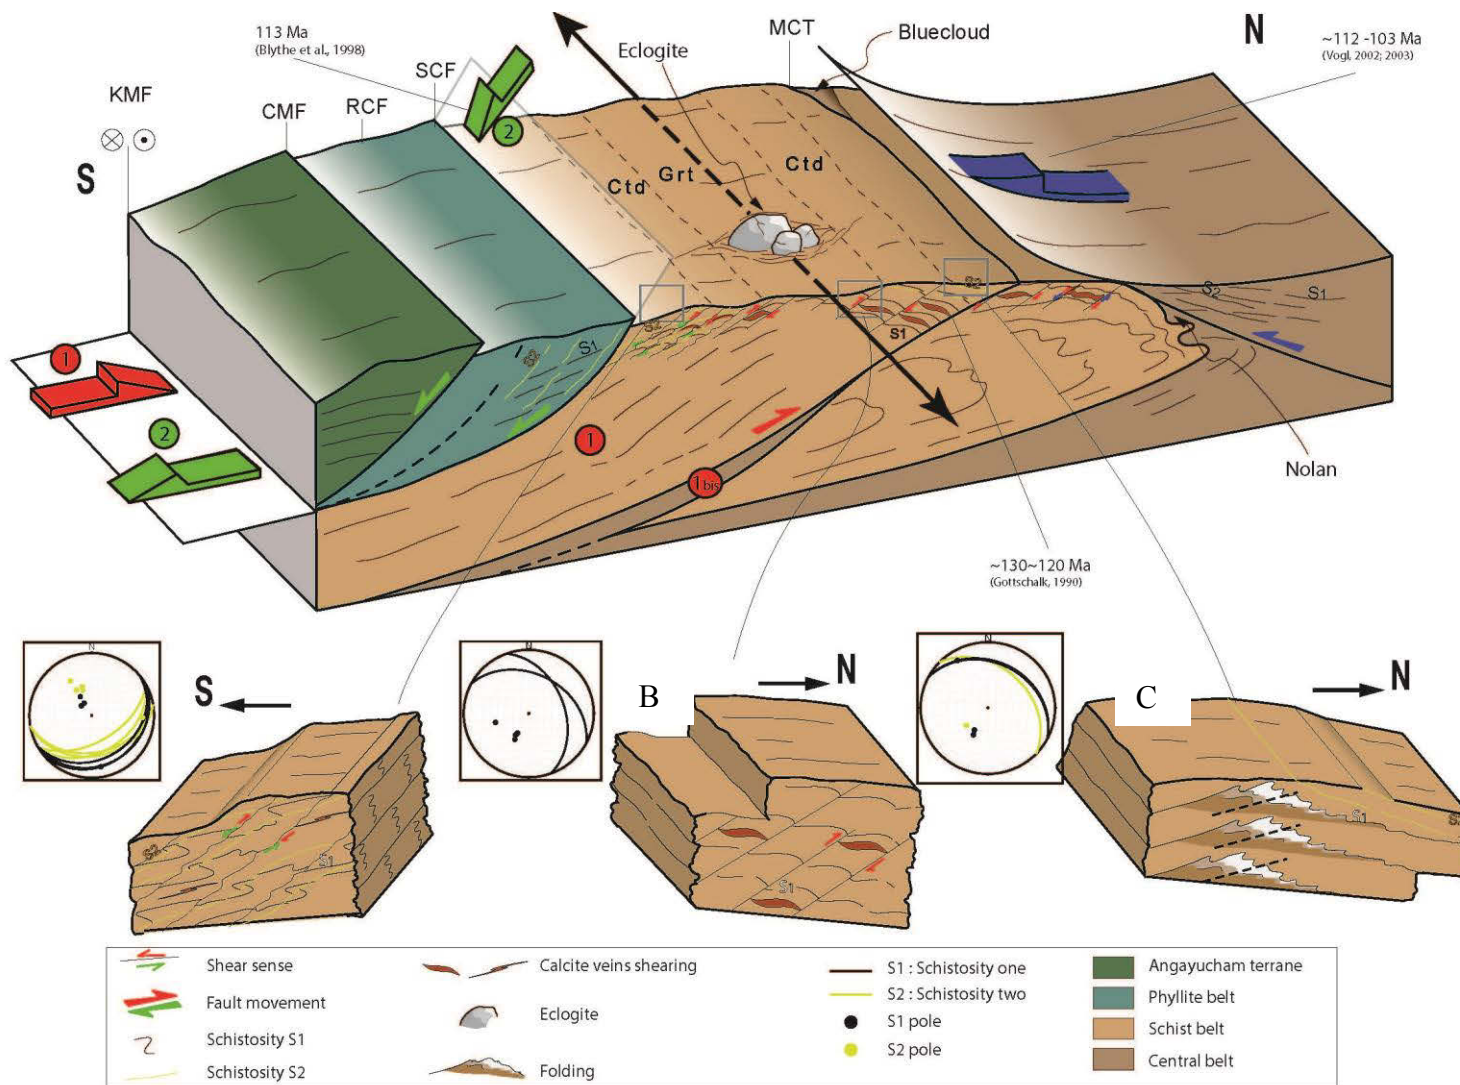 113 Ma
(Blythe et al., 1998)
Eclogite
MCT
Bluecloud
N
~112 -103 Ma
(Vogl, 2002; 2003)
KMF
CMF
RCF
SCF
2
S
Ctd
Grt
Ctd
S2
S1
S2
S2
S1
S2
S1
1
2
1
1bis
Nolan
~130~120 Ma
(Gottschalk, 1990)
N
S
N
B
N
N
C
N
S2
S1
S1
S1
S2
Shear sense
Fault movement
Schistosity S1
Schistosity S2
Calcite veins shearing
Eclogite
Folding
S1 : Schistosity one
S2 : Schistosity two
S1 pole
S2 pole
Angayucham terrane
Phyllite belt
Schist belt
Central belt